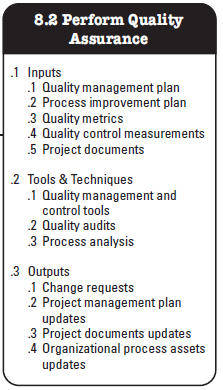 8.2 Perform Quality
Assurance
.1 Inputs
.1 Quality management plan
.2 Process improvement plan
.3 Quality metrics
.4 Quality control measurements
.5 Project documents
.2 Tools & Techniques
.1 Quality management and
control tools
.2 Quality audits
.3 Process analysis
.3 Outputs
.1 Change requests
.2 Project management plan
updates
.3 Project documents updates
.4 Organizational process assets
updates